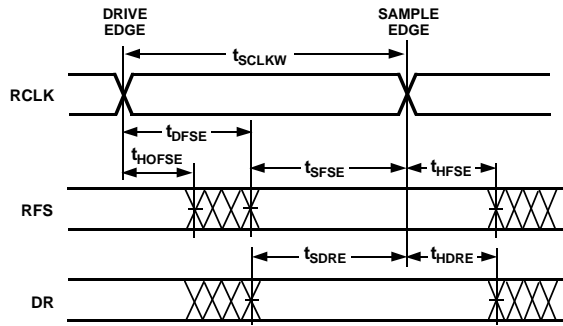 DRIVE
EDGE
SAMPLE
EDGE
tSCLKW
RCLK
tDFSE
tHOFSE
tSFSE
tHFSE
RFS
tSDRE
tHDRE
DR